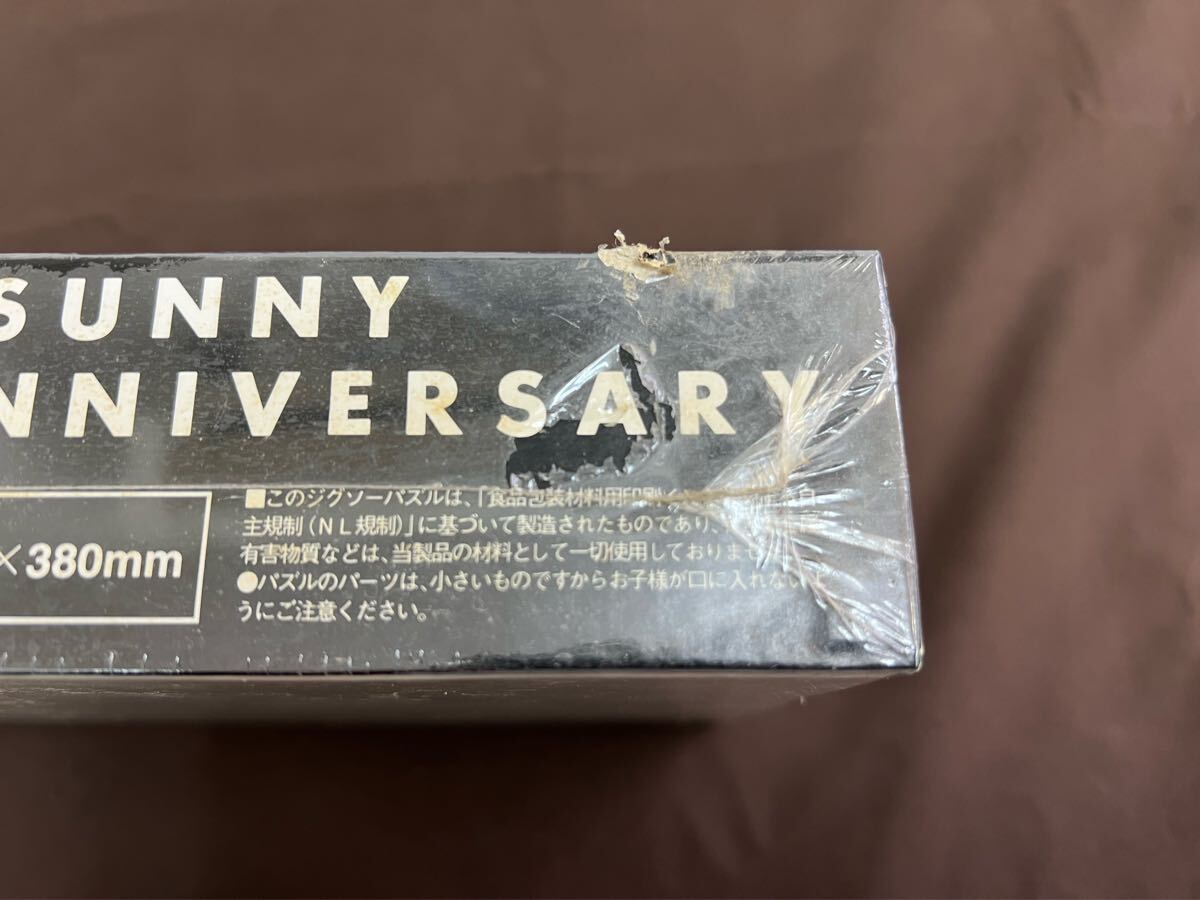 SUNNY
NNIVERSARY
×380mm
■このジグソーパズルは、「食品包装材料用印刷
主規制(NL規制)」に基づいて製造されたものであり、
有害物質などは、当製品の材料として一切使用しておりません。
●パズルのパーツは、小さいものですからお子様が口に入れないよ
うにご注意ください。